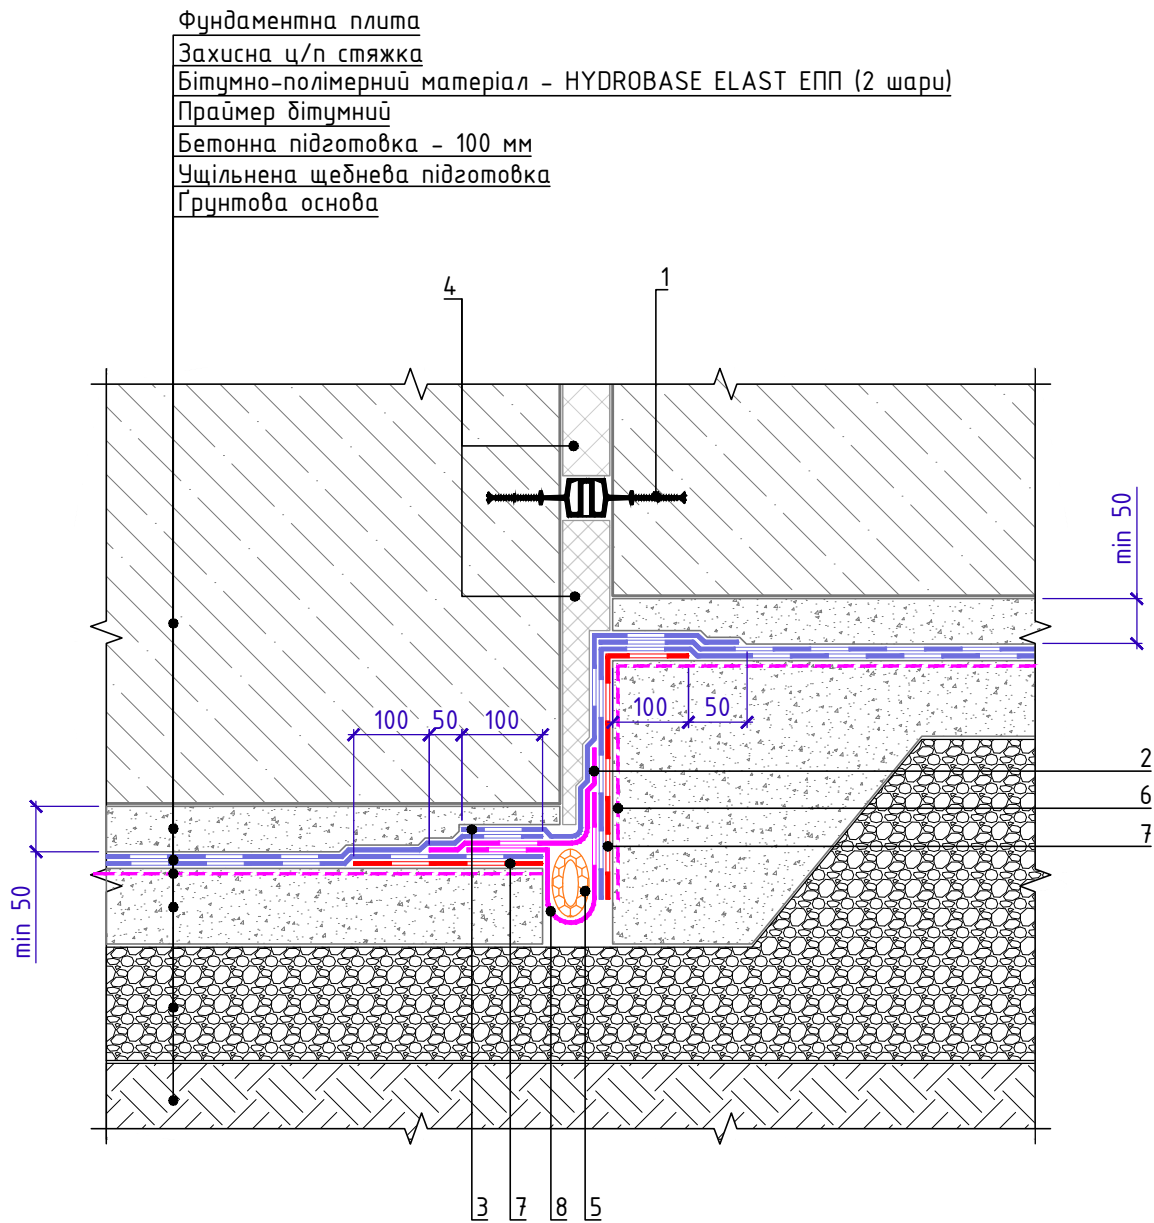 Фундаментна плита
Захисна ц/п стяжка
Бітумно-полімерний матеріал - HYDROBASE ELAST ЕПП (2 шари)
Праймер бітумний
Бетонна підготовка - 100 мм
Ущільнена щебнева підготовка
Ґрунтова основа
4
1
min 50
100
50
100
100
50
2
6
7
min 50
3
7
8
5